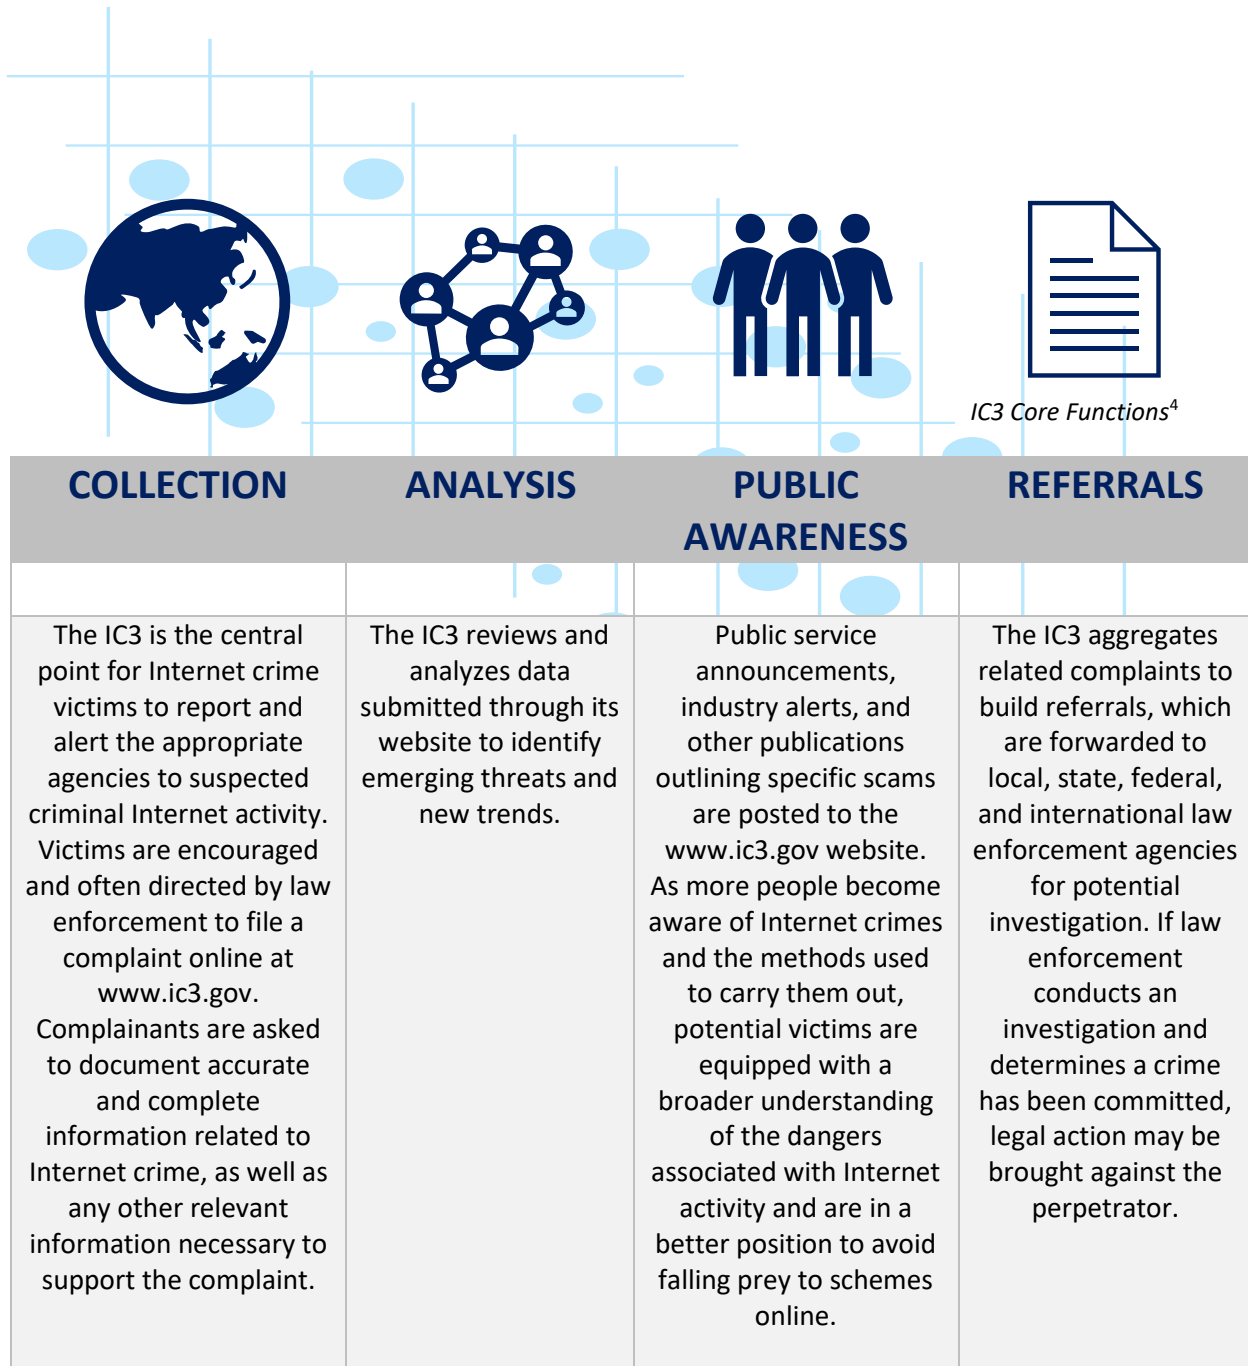 IC3 Core Functions4
COLLECTION
ANALYSIS
PUBLIC
AWARENESS
REFERRALS
The IC3 is the central
point for Internet crime
victims to report and
alert the appropriate
agencies to suspected
criminal Internet activity.
Victims are encouraged
and often directed by law
enforcement to file a
complaint online at
www.ic3.gov.
Complainants are asked
to document accurate
and complete
information related to
Internet crime, as well as
any other relevant
information necessary to
support the complaint.
The IC3 reviews and
analyzes data
submitted through its
website to identify
emerging threats and
new trends.
Public service
announcements,
industry alerts, and
other publications
outlining specific scams
are posted to the
www.ic3.gov website.
As more people become
aware of Internet crimes
and the methods used
to carry them out,
potential victims are
equipped with a
broader understanding
of the dangers
associated with Internet
activity and are in a
better position to avoid
falling prey to schemes
online.
The IC3 aggregates
related complaints to
build referrals, which
are forwarded to
local, state, federal,
and international law
enforcement agencies
for potential
investigation. If law
enforcement
conducts an
investigation and
determines a crime
has been committed,
legal action may be
brought against the
perpetrator.